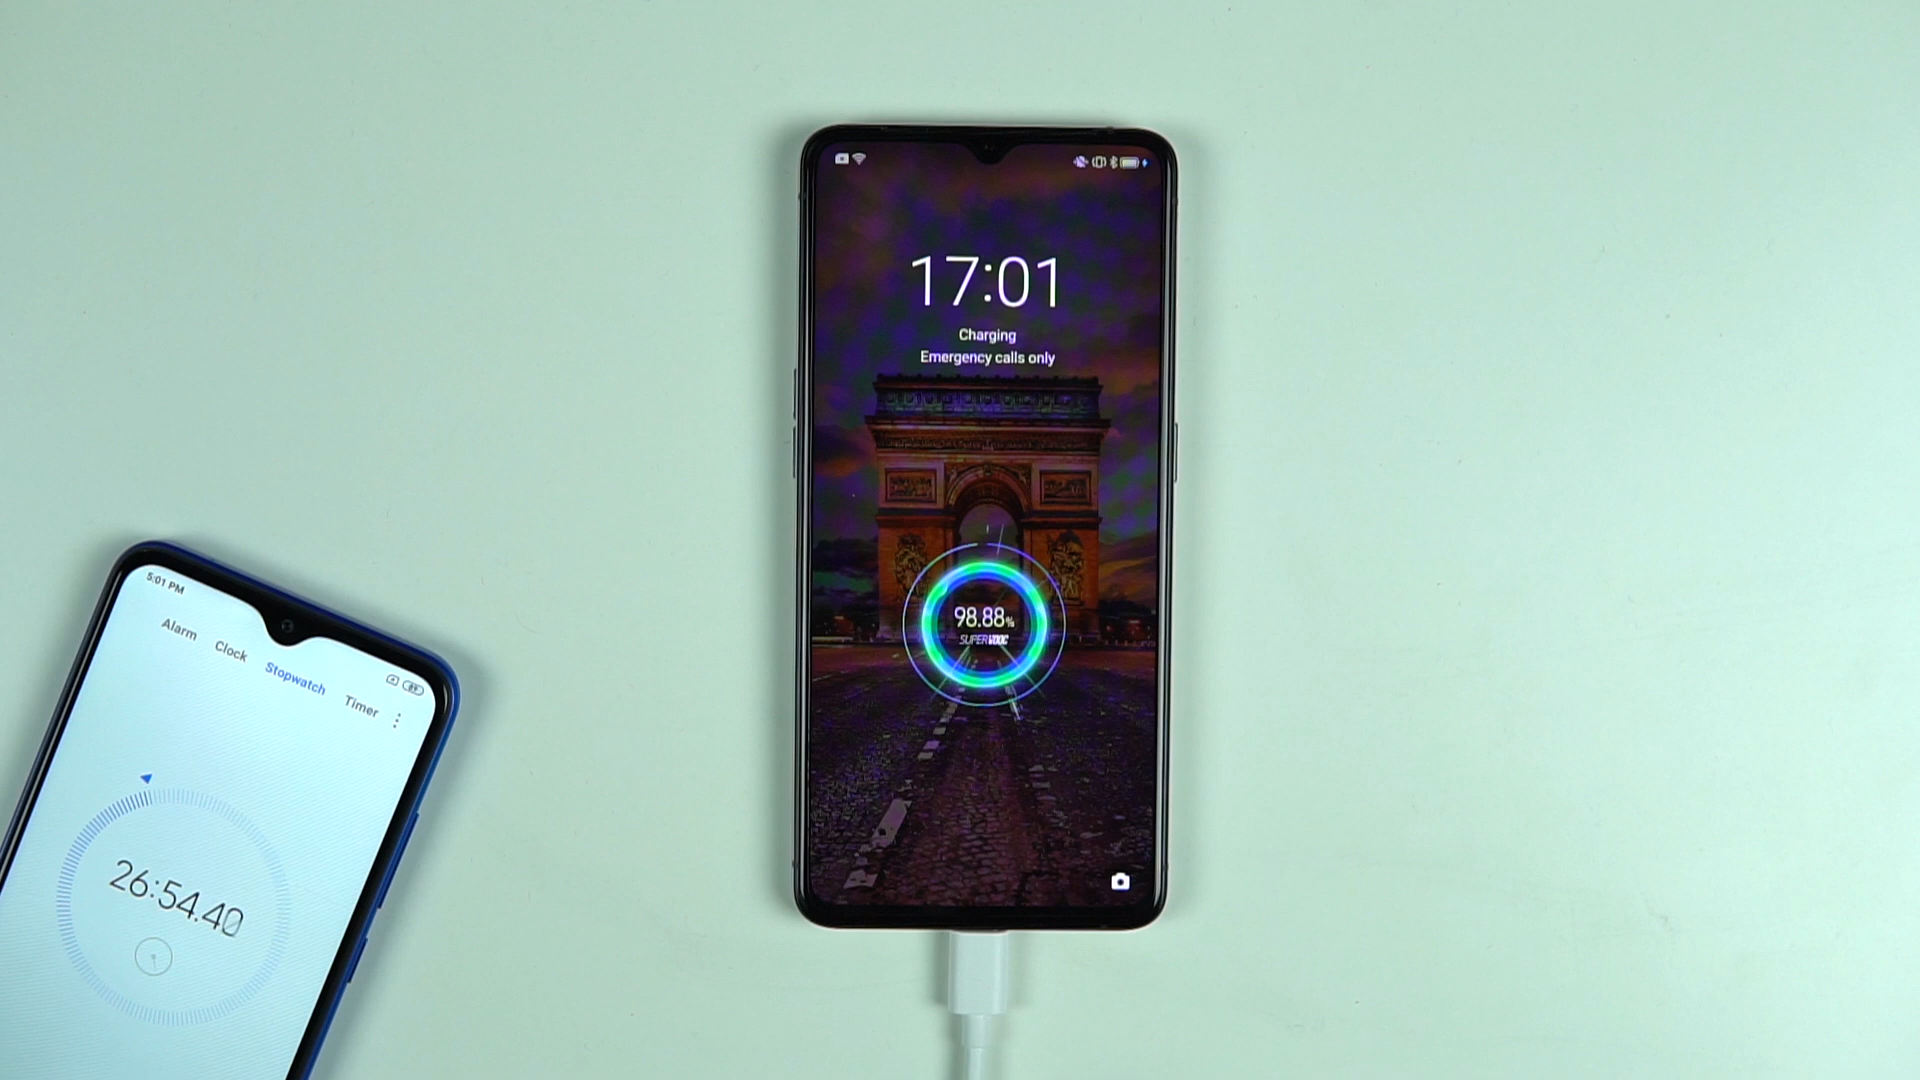 17:01
Charging
Emergency calls only
98.88%
SUPERVOOC
5:01 PM
Alarm
Clock
Stopwatch
Timer
26:54.40